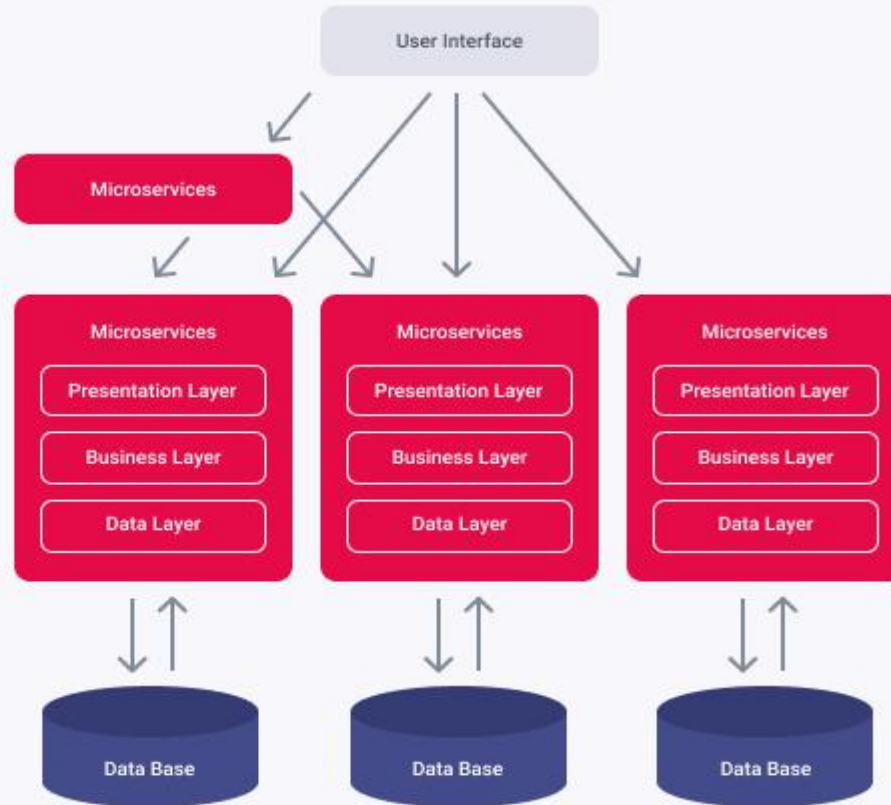 User Interface
Microservices
Microservices
Presentation Layer
Business Layer
Data Layer
Microservices
Presentation Layer
Business Layer
Data Layer
Microservices
Presentation Layer
Business Layer
Data Layer
Data Base
Data Base
Data Base